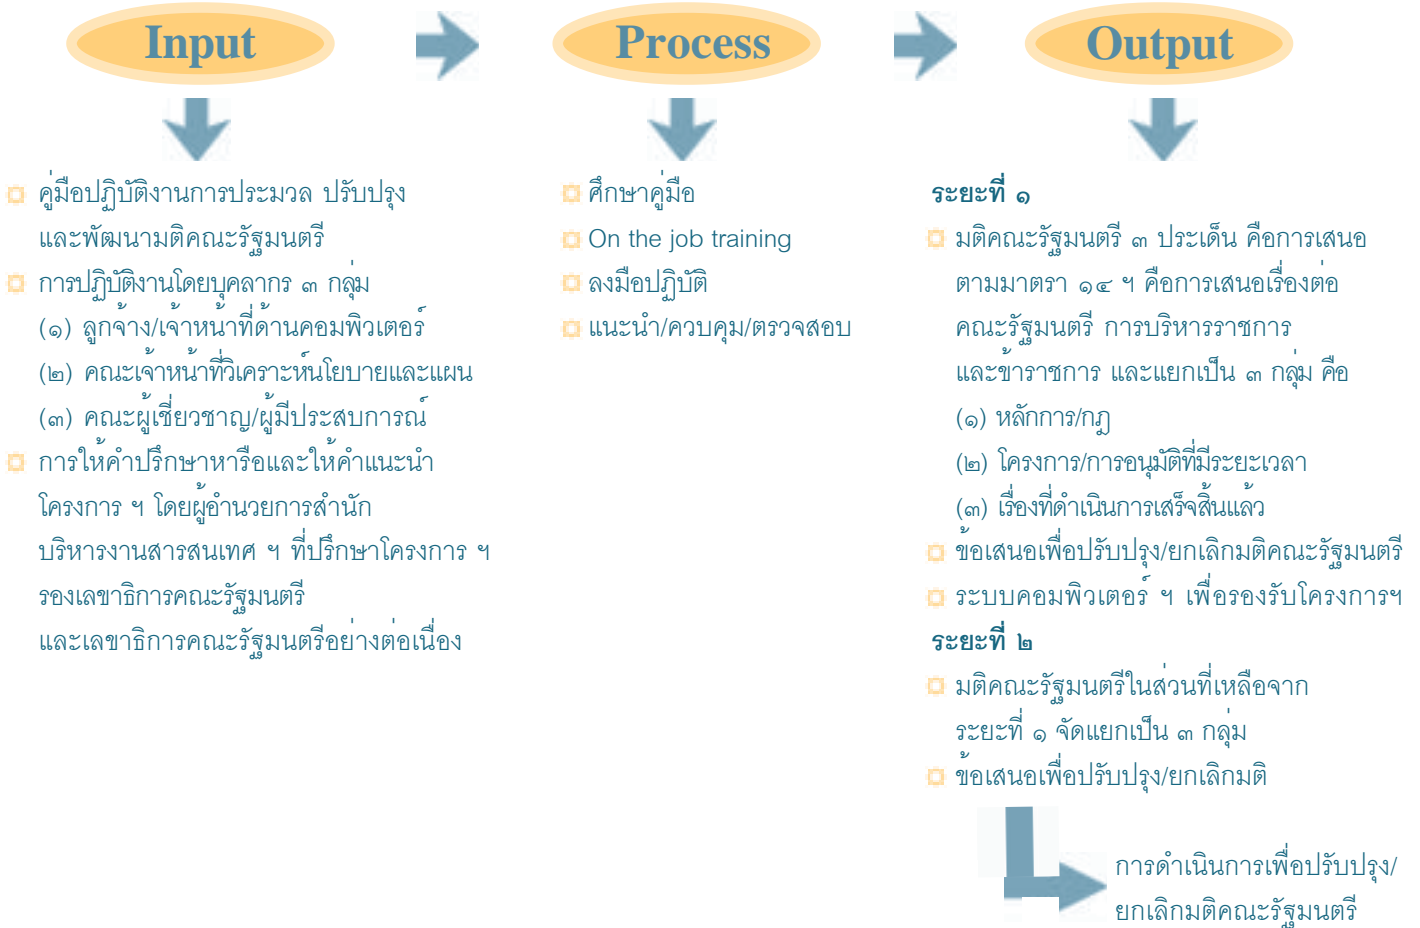 Input
คู่มือปฏิบัติงานการประมวล ปรับปรุง
และพัฒนามติคณะรัฐมนตรี
การปฏิบัติงานโดยบุคลากร ๓ กลุ่ม
(๑) ลูกจ้าง/เจ้าหน้าที่ด้านคอมพิวเตอร์
(๒) คณะเจ้าหน้าที่วิเคราะห์นโยบายและแผน
(๓) คณะผู้เชี่ยวชาญ/ผู้มีประสบการณ์
การให้คำปรึกษาหารือและให้คำแนะนำ
โครงการ ฯ โดยผู้อำนวยการสำนัก
บริหารงานสารสนเทศ ฯ ที่ปรึกษาโครงการ ฯ
รองเลขาธิการคณะรัฐมนตรี
และเลขาธิการคณะรัฐมนตรีอย่างต่อเนื่อง
Process
ศึกษาคู่มือ
On the job training
ลงมือปฏิบัติ
แนะนำ/ควบคุม/ตรวจสอบ
Output
ระยะที่ ๑
มติคณะรัฐมนตรี ๓ ประเด็น คือการเสนอ
ตามมาตรา ๑๔ ฯ คือการเสนอเรื่องต่อ
คณะรัฐมนตรี การบริหารราชการ
และข้าราชการ และแยกเป็น ๓ กลุ่ม คือ
(๑) หลักการ/กฎ
(๒) โครงการ/การอนุมัติที่มีระยะเวลา
(๓) เรื่องที่ดำเนินการเสร็จสิ้นแล้ว
ข้อเสนอเพื่อปรับปรุง/ยกเลิกมติคณะรัฐมนตรี
ระบบคอมพิวเตอร์ ฯ เพื่อรองรับโครงการฯ
ระยะที่ ๒
มติคณะรัฐมนตรีในส่วนที่เหลือจาก
ระยะที่ ๑ จัดแยกเป็น ๓ กลุ่ม
ข้อเสนอเพื่อปรับปรุง/ยกเลิกมติ
การดำเนินการเพื่อปรับปรุง/
ยกเลิกมติคณะรัฐมนตรี